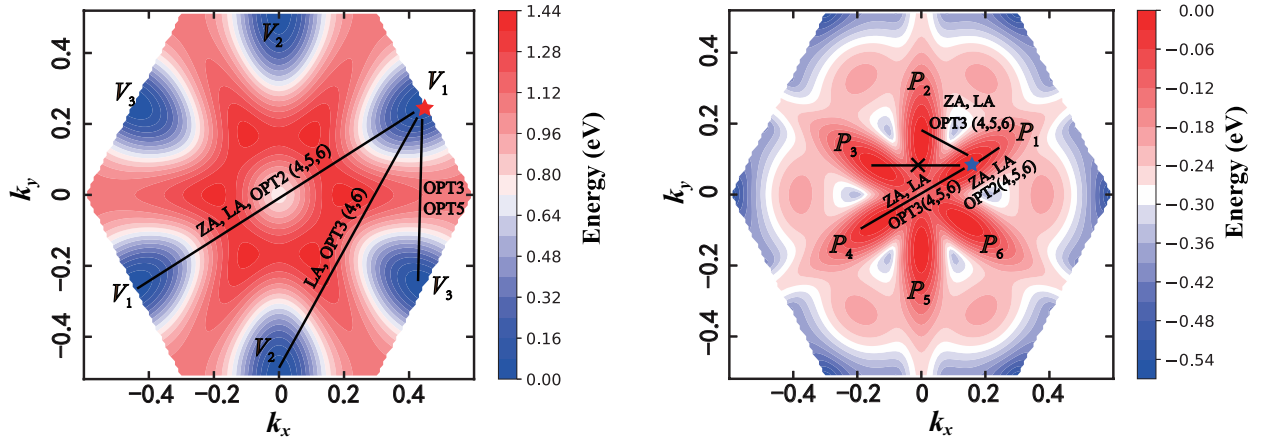 V₂
V₁
V₃
ZA, LA, OPT2 (4,5,6)
LA, OPT3 (4,6)
OPT3
OPT5
V₁
V₃
V₂
0.4
0.2
0
−0.2
−0.4
k_y
−0.4
−0.2
0
0.2
0.4
k_x
1.44
1.28
1.12
0.96
0.80
0.64
0.48
0.32
0.16
0.00
Energy (eV)
P₂
ZA, LA
OPT3 (4,5,6)
P₁
P₃
ZA, LA
OPT3(4,5,6)
ZA, LA
OPT2(4,5,6)
P₄
P₆
P₅
0.4
0.2
0
−0.2
−0.4
k_y
−0.4
−0.2
0
0.2
0.4
k_x
0.00
−0.06
−0.12
−0.18
−0.24
−0.30
−0.36
−0.42
−0.48
−0.54
Energy (eV)